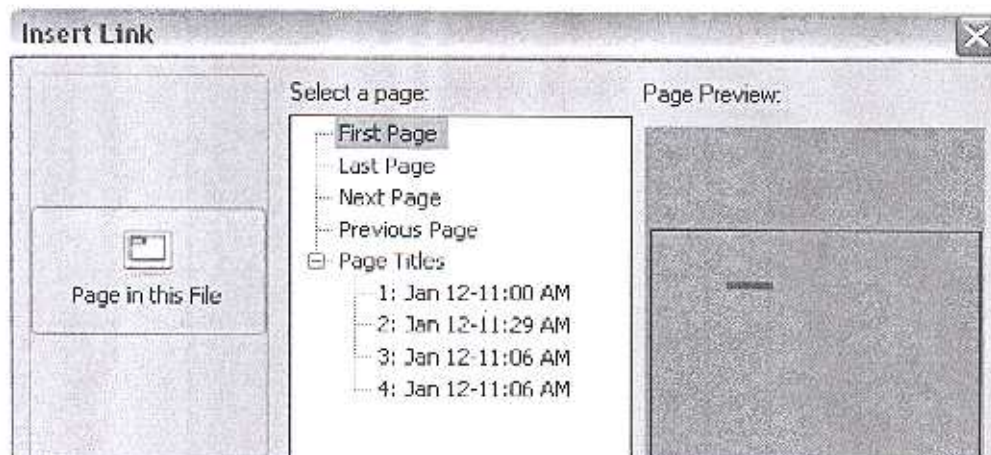 Insert Link
Select a page:
Page Preview:
First Page
Last Page
Next Page
Previous Page
Page Titles
1: Jan 12-11:00 AM
2: Jan 12-11:29 AM
3: Jan 12-11:06 AM
4: Jan 12-11:06 AM
Page in this File